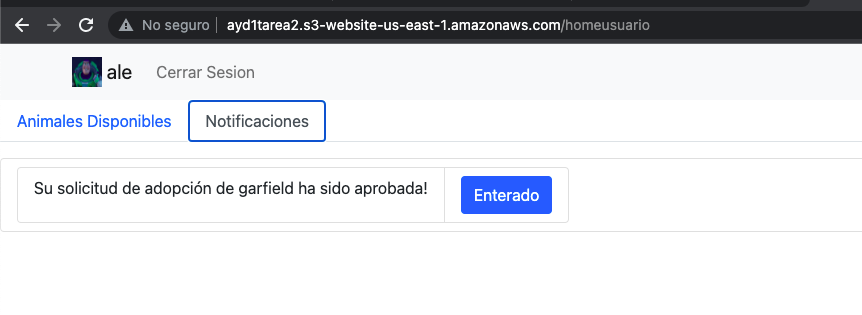 No seguro ayd1tarea2.s3-website-us-east-1.amazonaws.com/homeusuario
ale Cerrar Sesion
Animales Disponibles Notificaciones
Su solicitud de adopción de garfield ha sido aprobada! Enterado